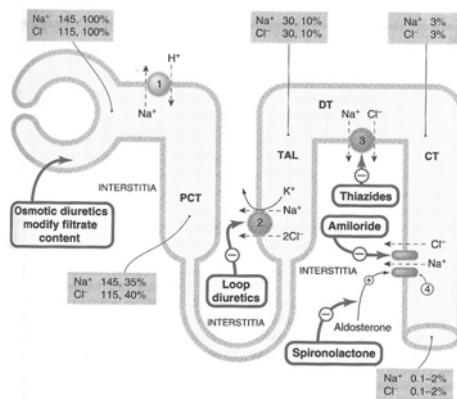 Na⁺ 145, 100%
Cl⁻ 115, 100%
H⁺
1
Na⁺
Na⁺ 30, 10%
Cl⁻ 30, 10%
Na⁺ 3%
Cl⁻ 3%
DT
Na⁺ Cl⁻
3
TAL
CT
Thiazides
INTERSTITIA
PCT
Osmotic diuretics
modify filtrate
content
K⁺
Na⁺
2
2Cl⁻
Amiloride
Cl⁻
Na⁺
INTERSTITIA
4
Na⁺ 145, 35%
Cl⁻ 115, 40%
Loop
diuretics
INTERSTITIA
Aldosterone
Spironolactone
Na⁺ 0.1–2%
Cl⁻ 0.1–2%